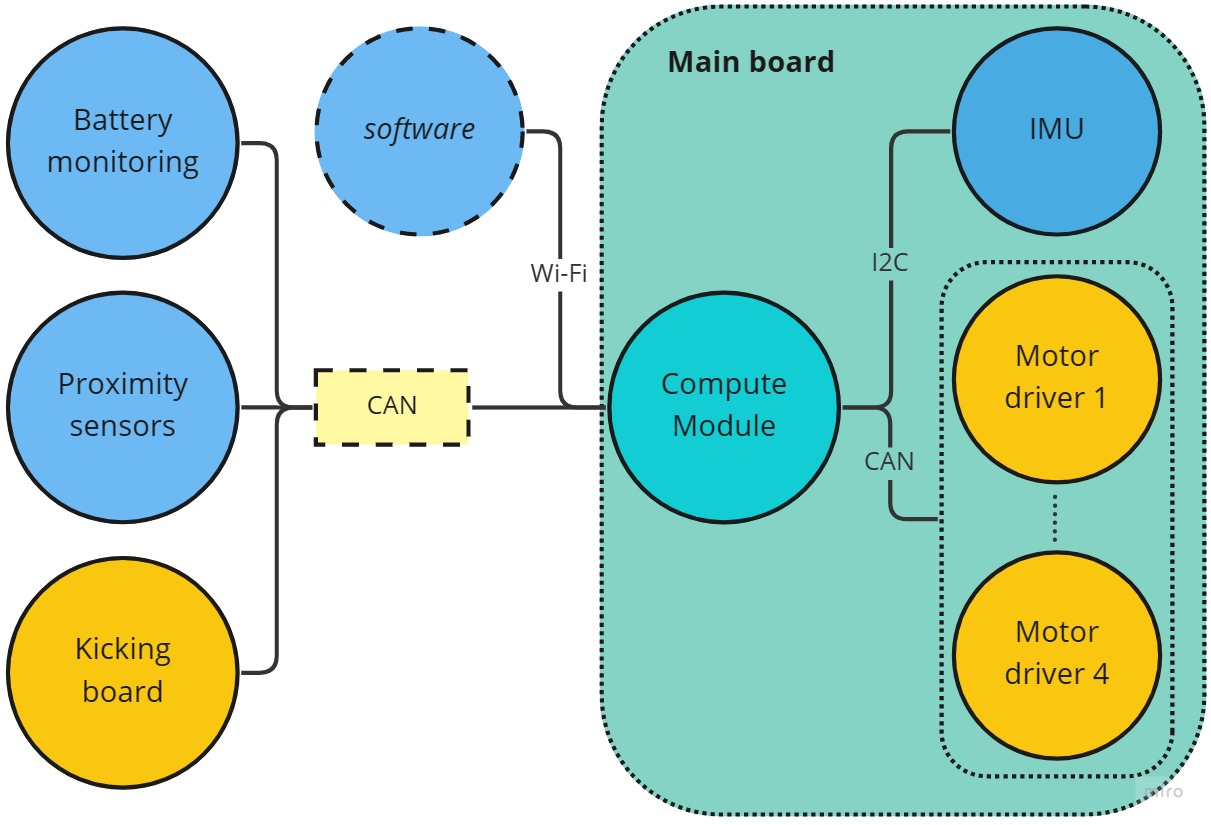 Battery
monitoring
software
Main board
IMU
Wi-Fi
I2C
Proximity
sensors
CAN
Compute
Module
Motor
driver 1
CAN
Kicking
board
Motor
driver 4
miro